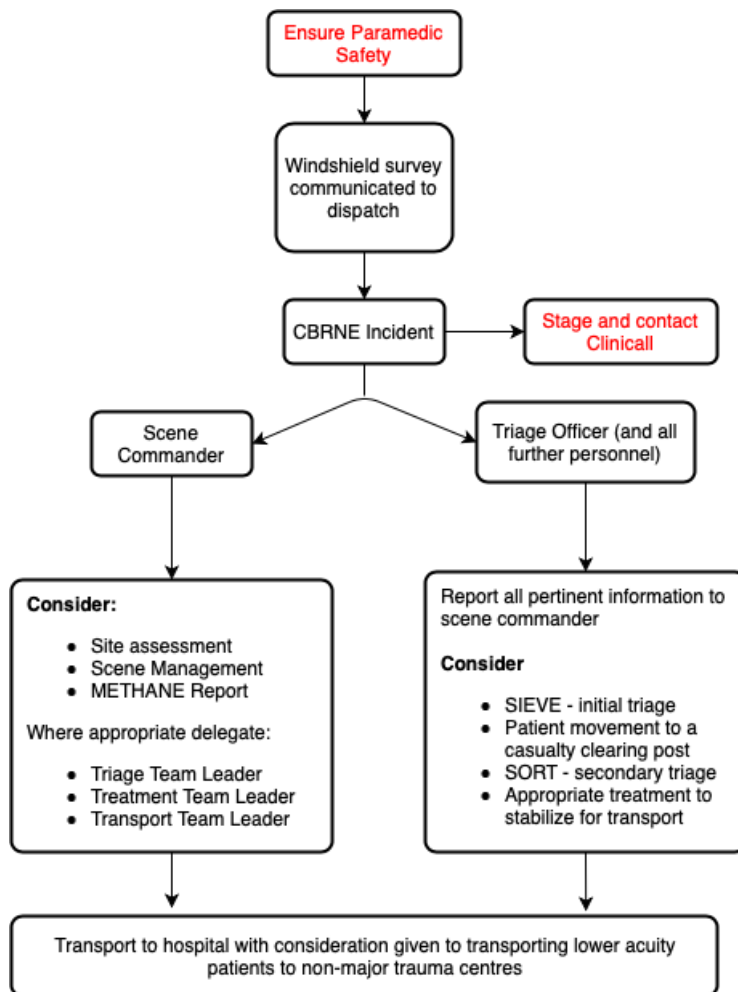 Ensure Paramedic
Safety
Windshield survey
communicated to
dispatch
CBRNE Incident
Stage and contact
Clinicall
Scene
Commander
Triage Officer (and all
further personnel)
Consider:
● Site assessment
● Scene Management
● METHANE Report
Where appropriate delegate:
● Triage Team Leader
● Treatment Team Leader
● Transport Team Leader
Report all pertinent information to
scene commander
Consider
● SIEVE - initial triage
● Patient movement to a
casualty clearing post
● SORT - secondary triage
● Appropriate treatment to
stabilize for transport
Transport to hospital with consideration given to transporting lower acuity
patients to non-major trauma centres